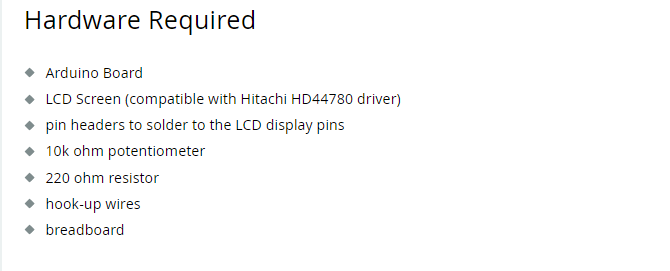 Hardware Required
Arduino Board
LCD Screen (compatible with Hitachi HD44780 driver)
pin headers to solder to the LCD display pins
10k ohm potentiometer
220 ohm resistor
hook-up wires
breadboard